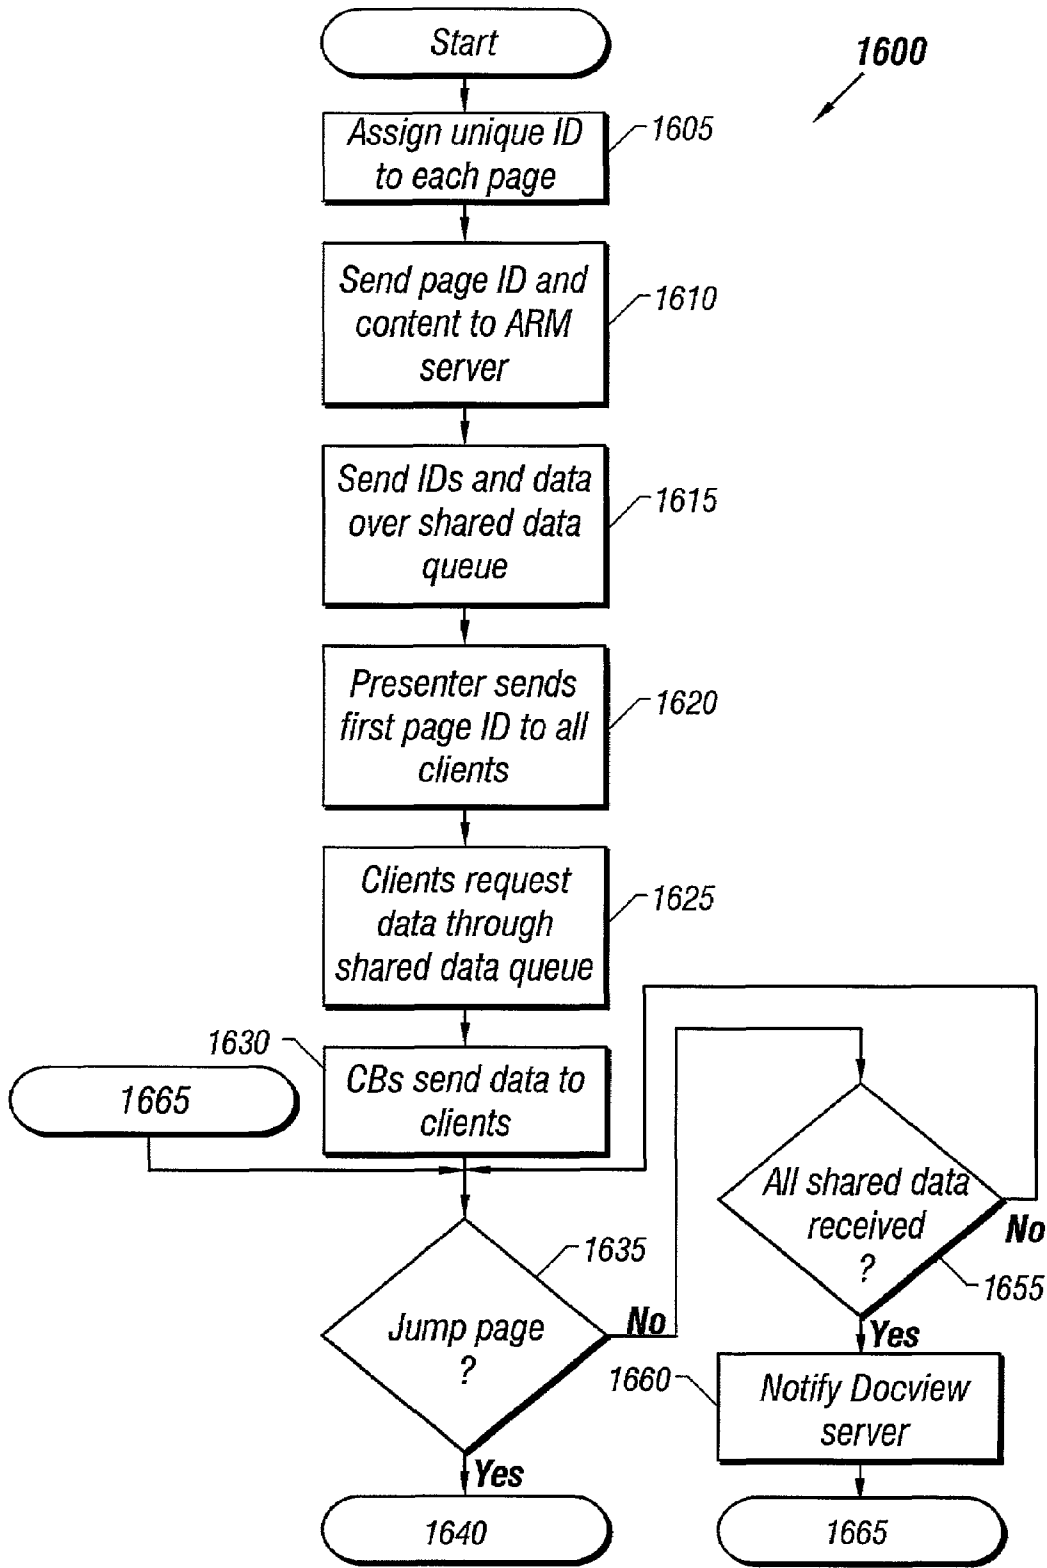 Start
1600
Assign unique ID
to each page
1605
Send page ID and
content to ARM
server
1610
Send IDs and data
over shared data
queue
1615
Presenter sends
first page ID to all
clients
1620
Clients request
data through
shared data queue
1625
1630
CBs send data to
clients
1665
All shared data
received
?
No
1655
1635
Jump page
?
No
Yes
1660
Notify Docview
server
Yes
1640
1665